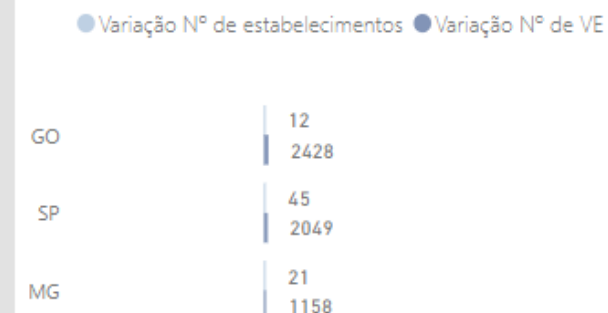 Variação Nº de estabelecimentos Variação Nº de VE
GO 12
2428
SP 45
2049
MG 21
1158